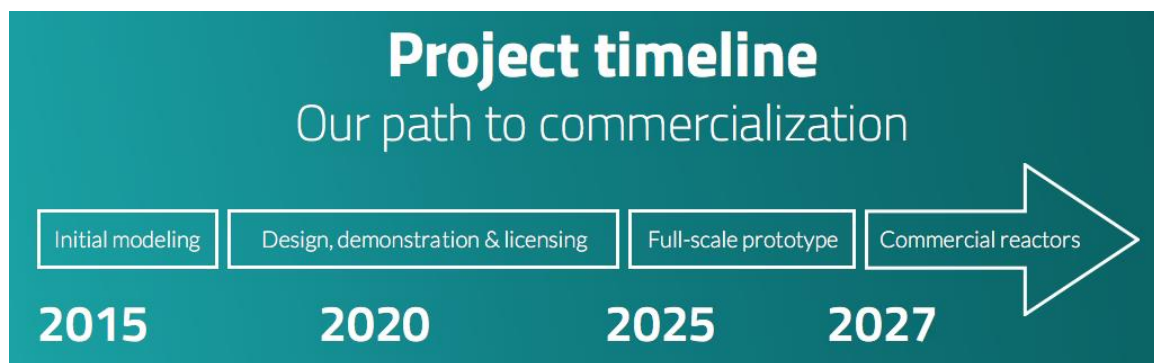 Project timeline
Our path to commercialization
Initial modeling
Design, demonstration & licensing
Full-scale prototype
Commercial reactors
2015
2020
2025
2027